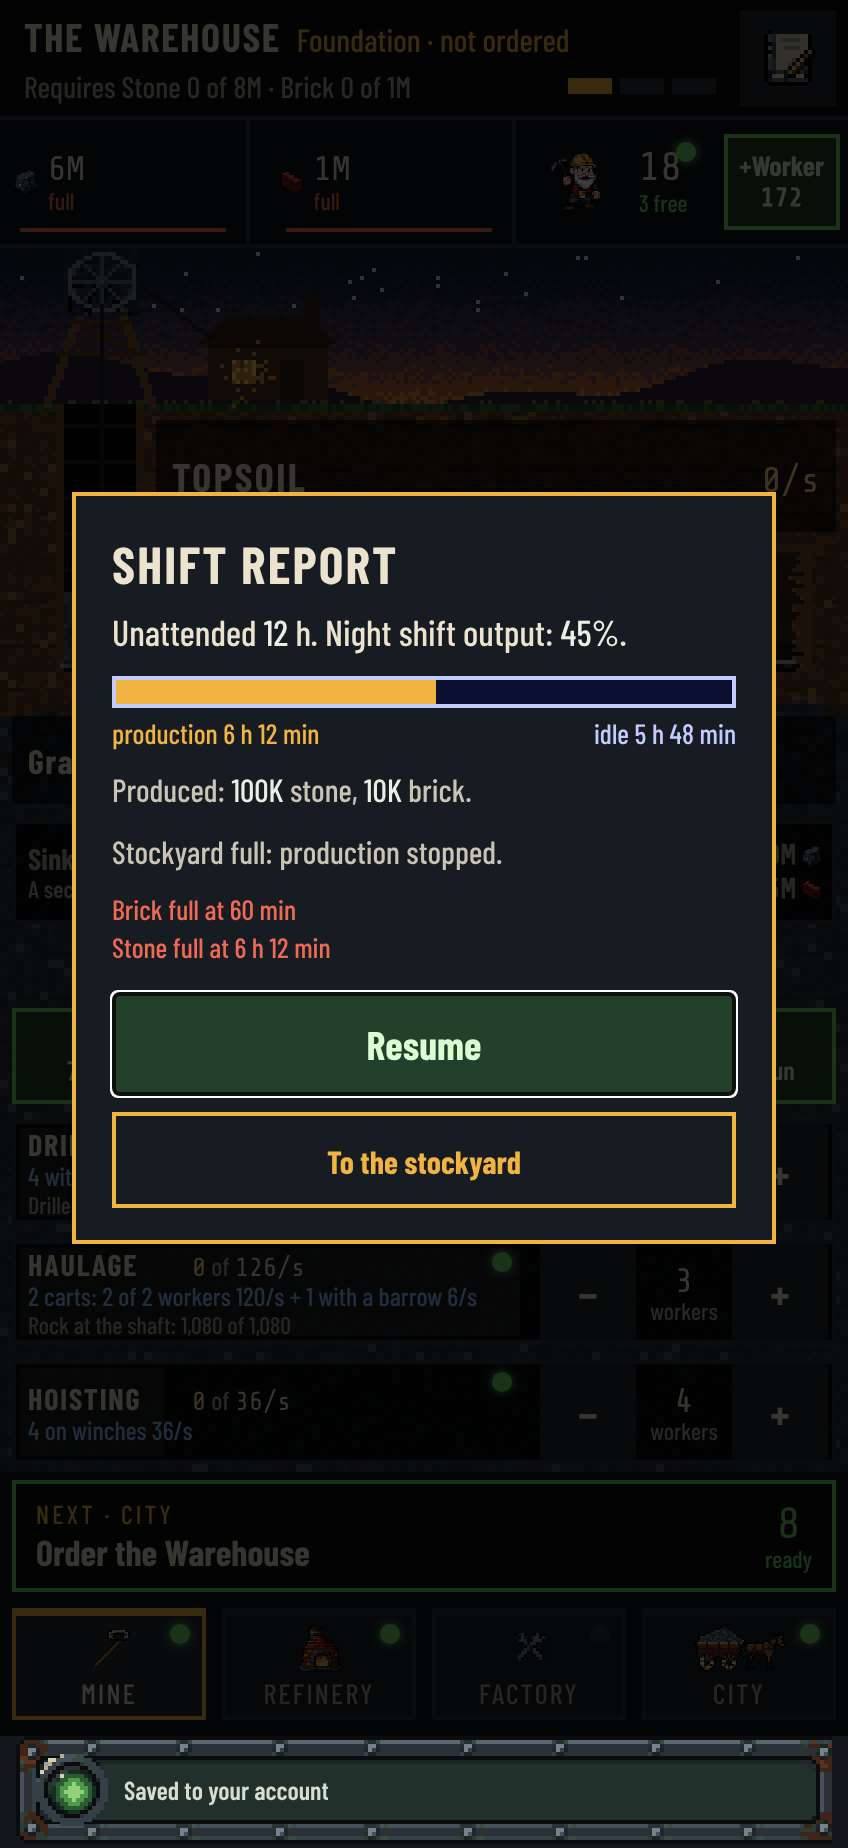 THE WAREHOUSE Foundation · not ordered
Requires Stone 0 of 8M · Brick 0 of 1M
6M
full
1M
full
18
3 free
+Worker
172
TOPSOIL 0/s
SHIFT REPORT
Unattended 12 h. Night shift output: 45%.
production 6 h 12 min idle 5 h 48 min
Produced: 100K stone, 10K brick.
Stockyard full: production stopped.
Brick full at 60 min
Stone full at 6 h 12 min
Resume
To the stockyard
HAULAGE 0 of 126/s
2 carts: 2 of 2 workers 120/s + 1 with a barrow 6/s
Rock at the shaft: 1,080 of 1,080
− 3 +
workers
HOISTING 0 of 36/s
4 on winches 36/s
− 4 +
workers
NEXT · CITY
Order the Warehouse
8
ready
MINE REFINERY FACTORY CITY
Saved to your account